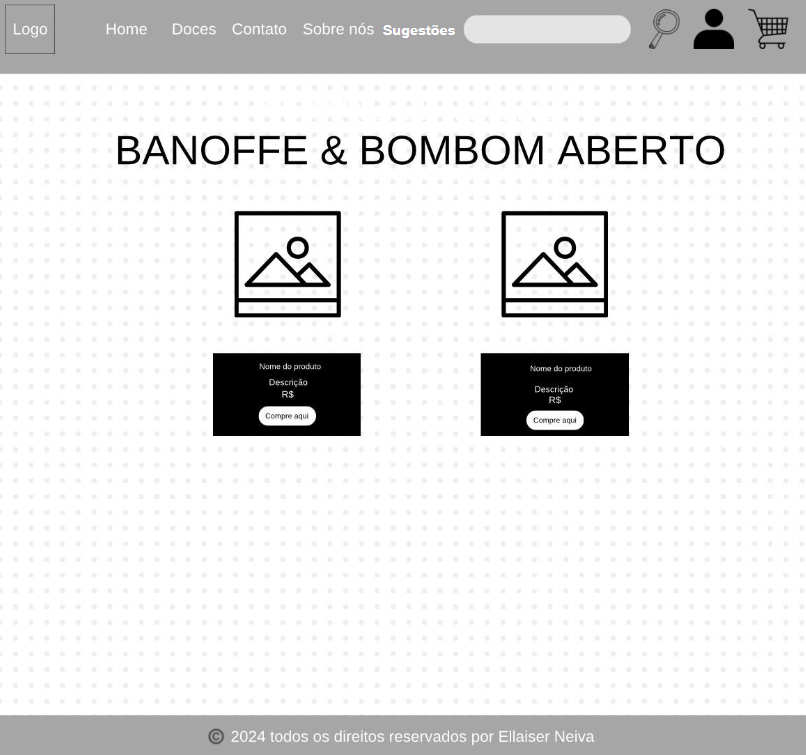 Logo Home Doces Contato Sobre nós Sugestões
BANOFFE & BOMBOM ABERTO
Nome do produto
Descrição
R$
Compre aqui
Nome do produto
Descrição
R$
Compre aqui
© 2024 todos os direitos reservados por Ellaiser Neiva